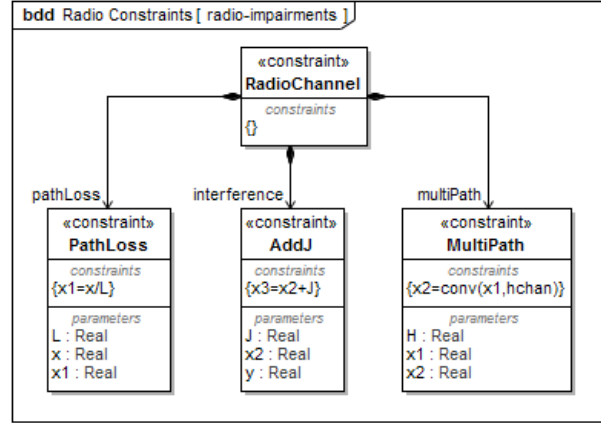 bdd Radio Constraints [ radio-impairments ]
«constraint»
RadioChannel
constraints
{}
pathLoss
interference
multiPath
«constraint»
PathLoss
constraints
{x1=x/L}
parameters
L : Real
x : Real
x1 : Real
«constraint»
AddJ
constraints
{x3=x2+J}
parameters
J : Real
x2 : Real
y : Real
«constraint»
MultiPath
constraints
{x2=conv(x1,hchan)}
parameters
H : Real
x1 : Real
x2 : Real